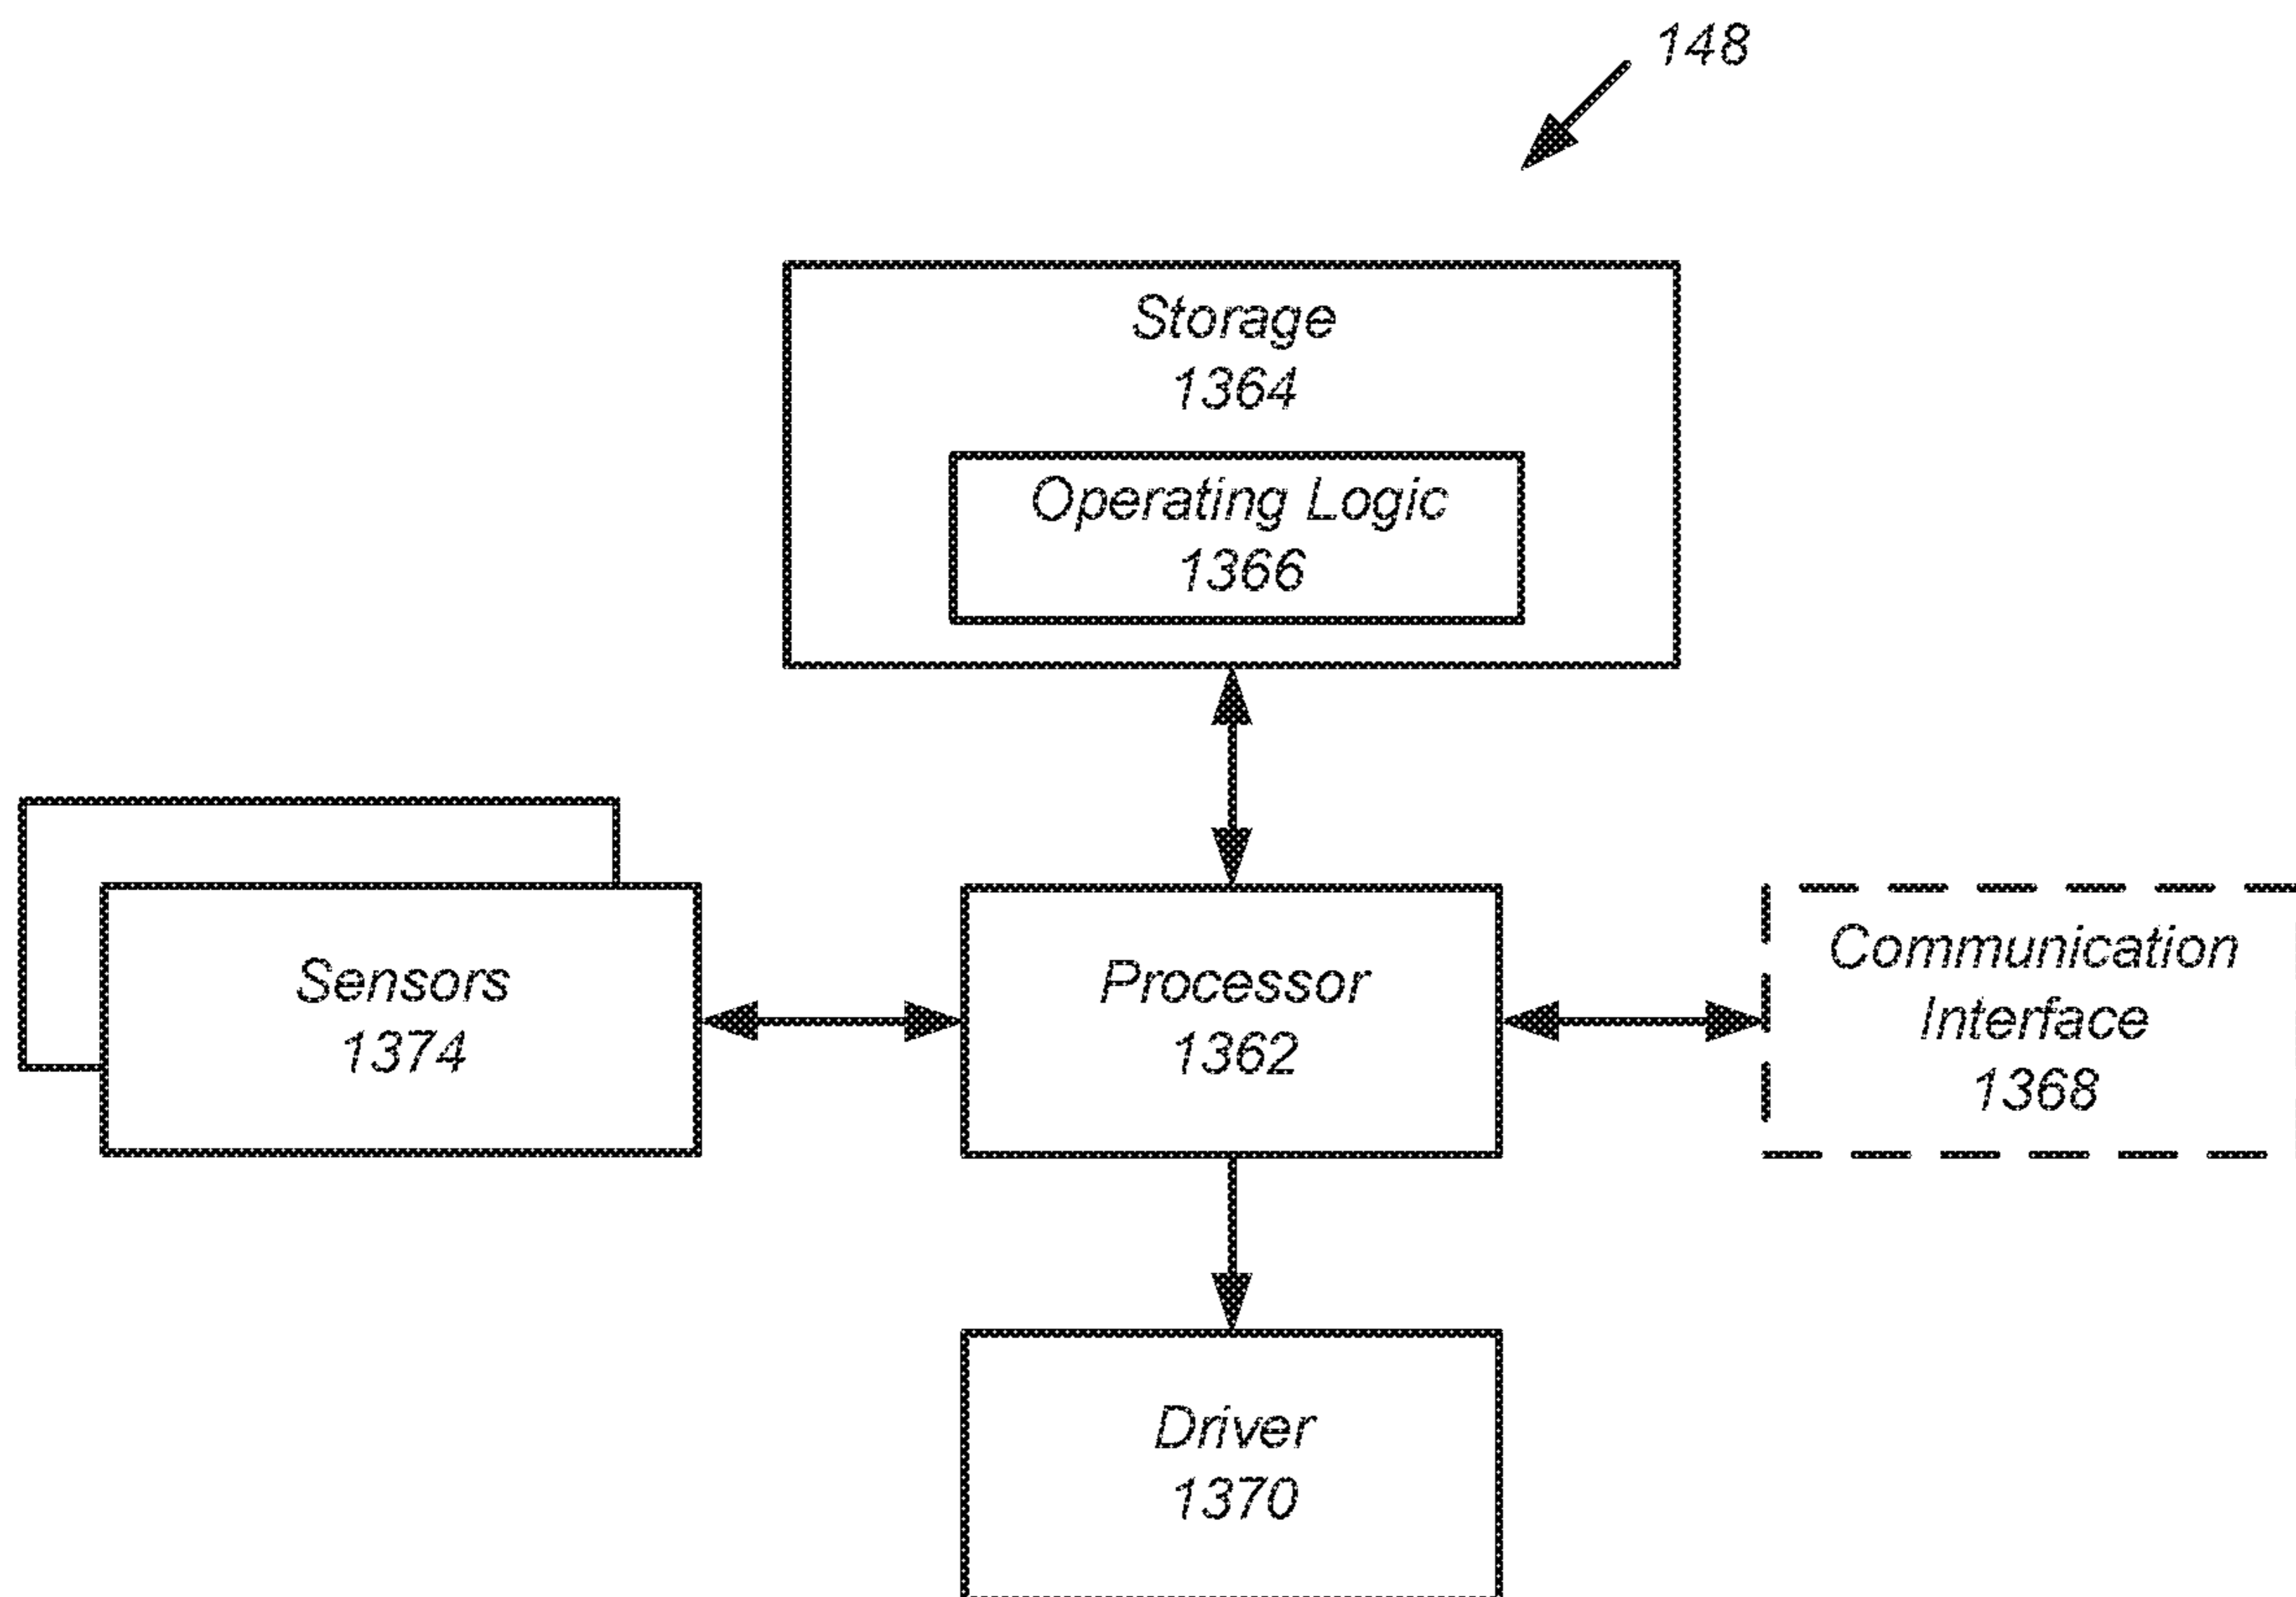 148
Storage
1364
Operating Logic
1366
Sensors
1374
Processor
1362
Communication
Interface
1368
Driver
1370